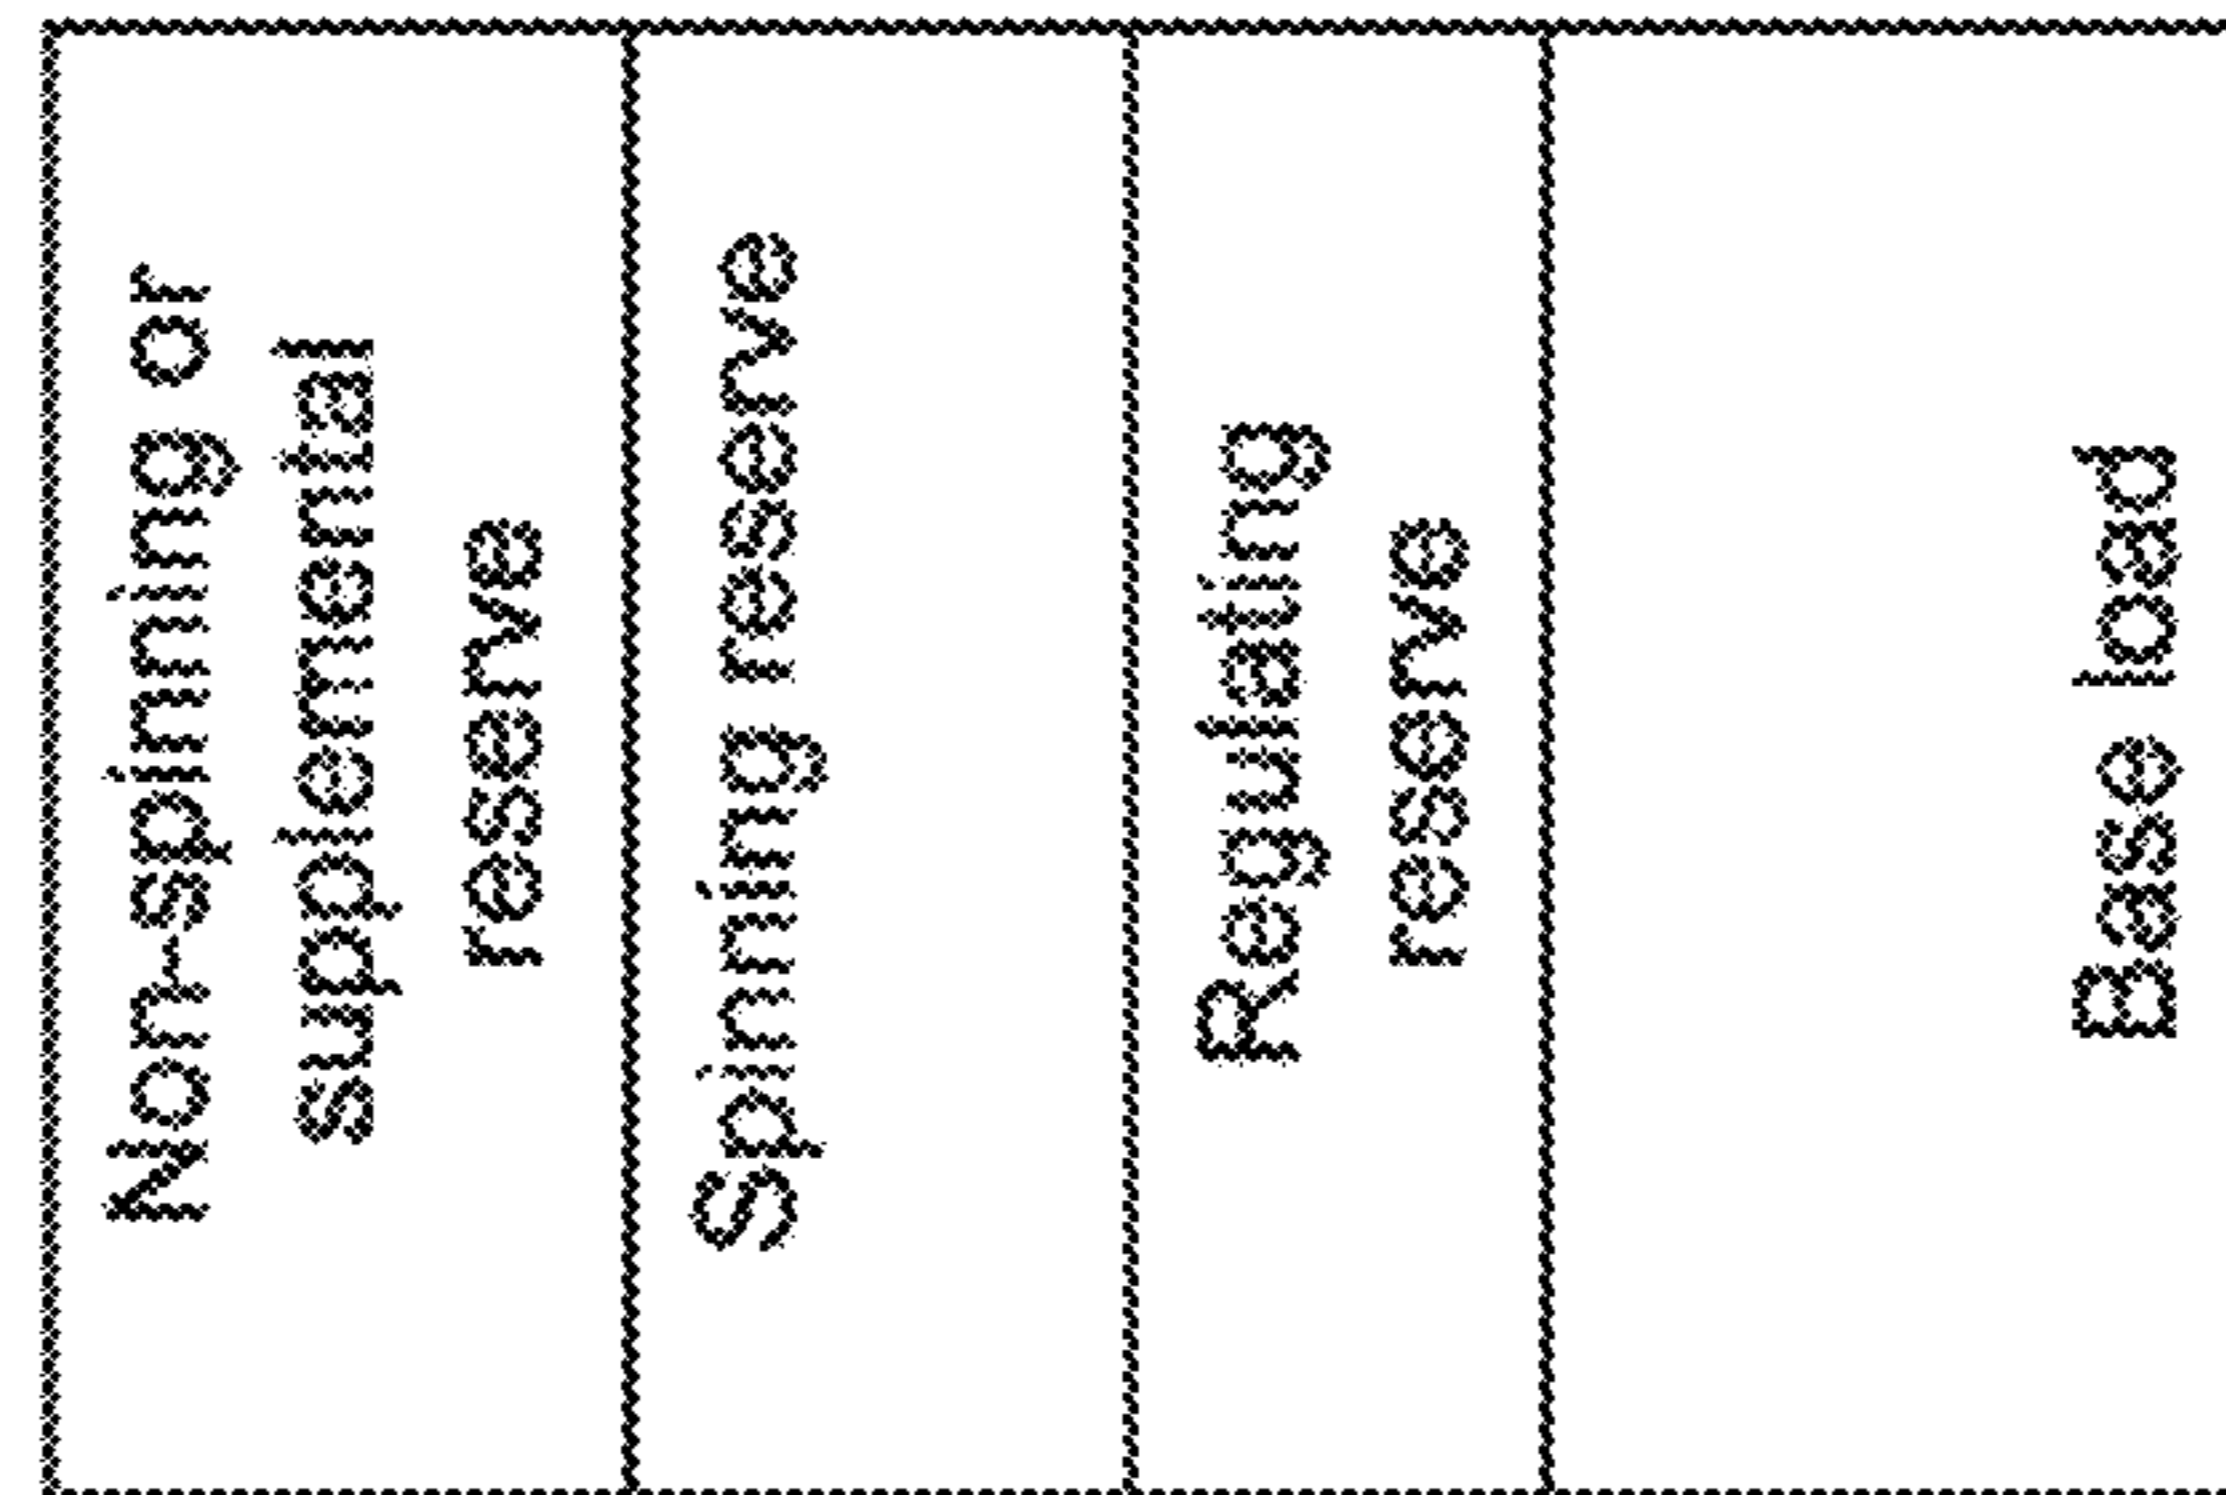 Non-spinning or
supplemental
reserve
Spinning reserve
Regulating
reserve
Base load